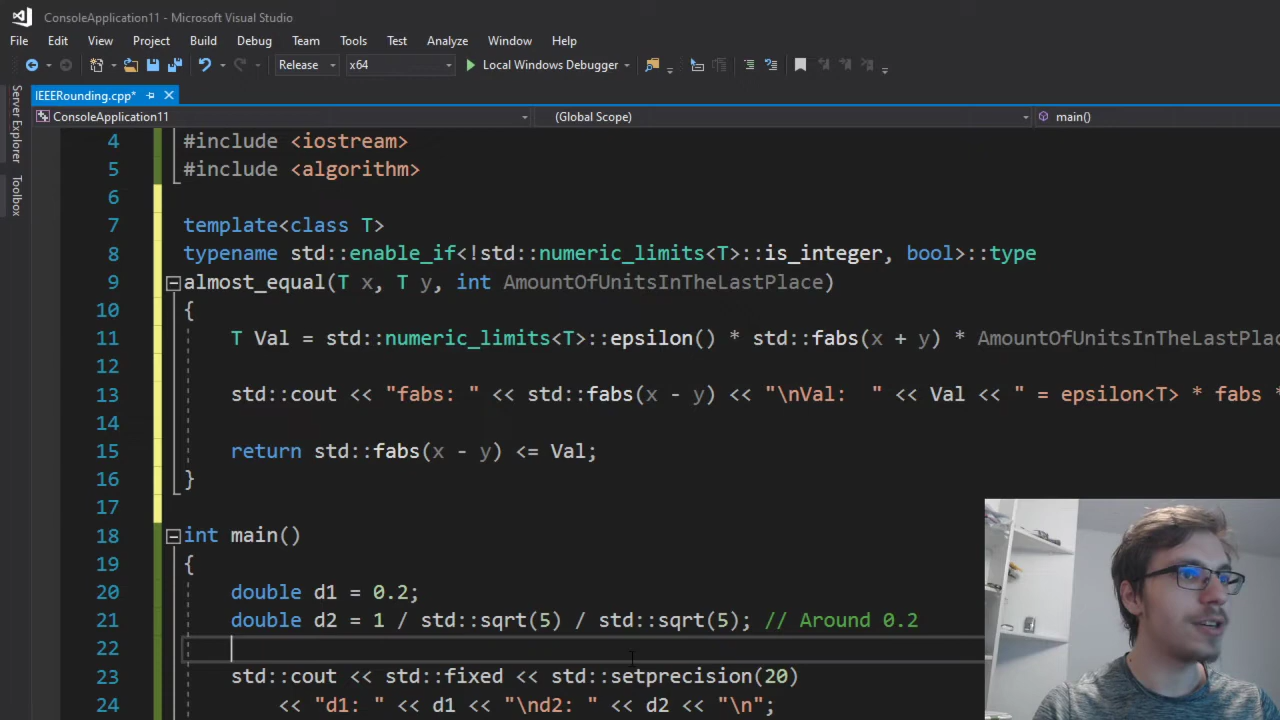 ConsoleApplication11 - Microsoft Visual Studio
File Edit View Project Build Debug Team Tools Test Analyze Window Help
Release x64 Local Windows Debugger
IEEERounding.cpp*
ConsoleApplication11 (Global Scope) main()
Server Explorer
Toolbox
4 #include <iostream>
5 #include <algorithm>
6
7 template<class T>
8 typename std::enable_if<!std::numeric_limits<T>::is_integer, bool>::type
9 almost_equal(T x, T y, int AmountOfUnitsInTheLastPlace)
10 {
11 T Val = std::numeric_limits<T>::epsilon() * std::fabs(x + y) * AmountOfUnitsInTheLastPlac
12
13 std::cout << "fabs: " << std::fabs(x - y) << "\nVal:  " << Val << " = epsilon<T> * fabs *
14
15 return std::fabs(x - y) <= Val;
16 }
17
18 int main()
19 {
20 double d1 = 0.2;
21 double d2 = 1 / std::sqrt(5) / std::sqrt(5); // Around 0.2
22
23 std::cout << std::fixed << std::setprecision(20)
24 << "d1: " << d1 << "\nd2: " << d2 << "\n";